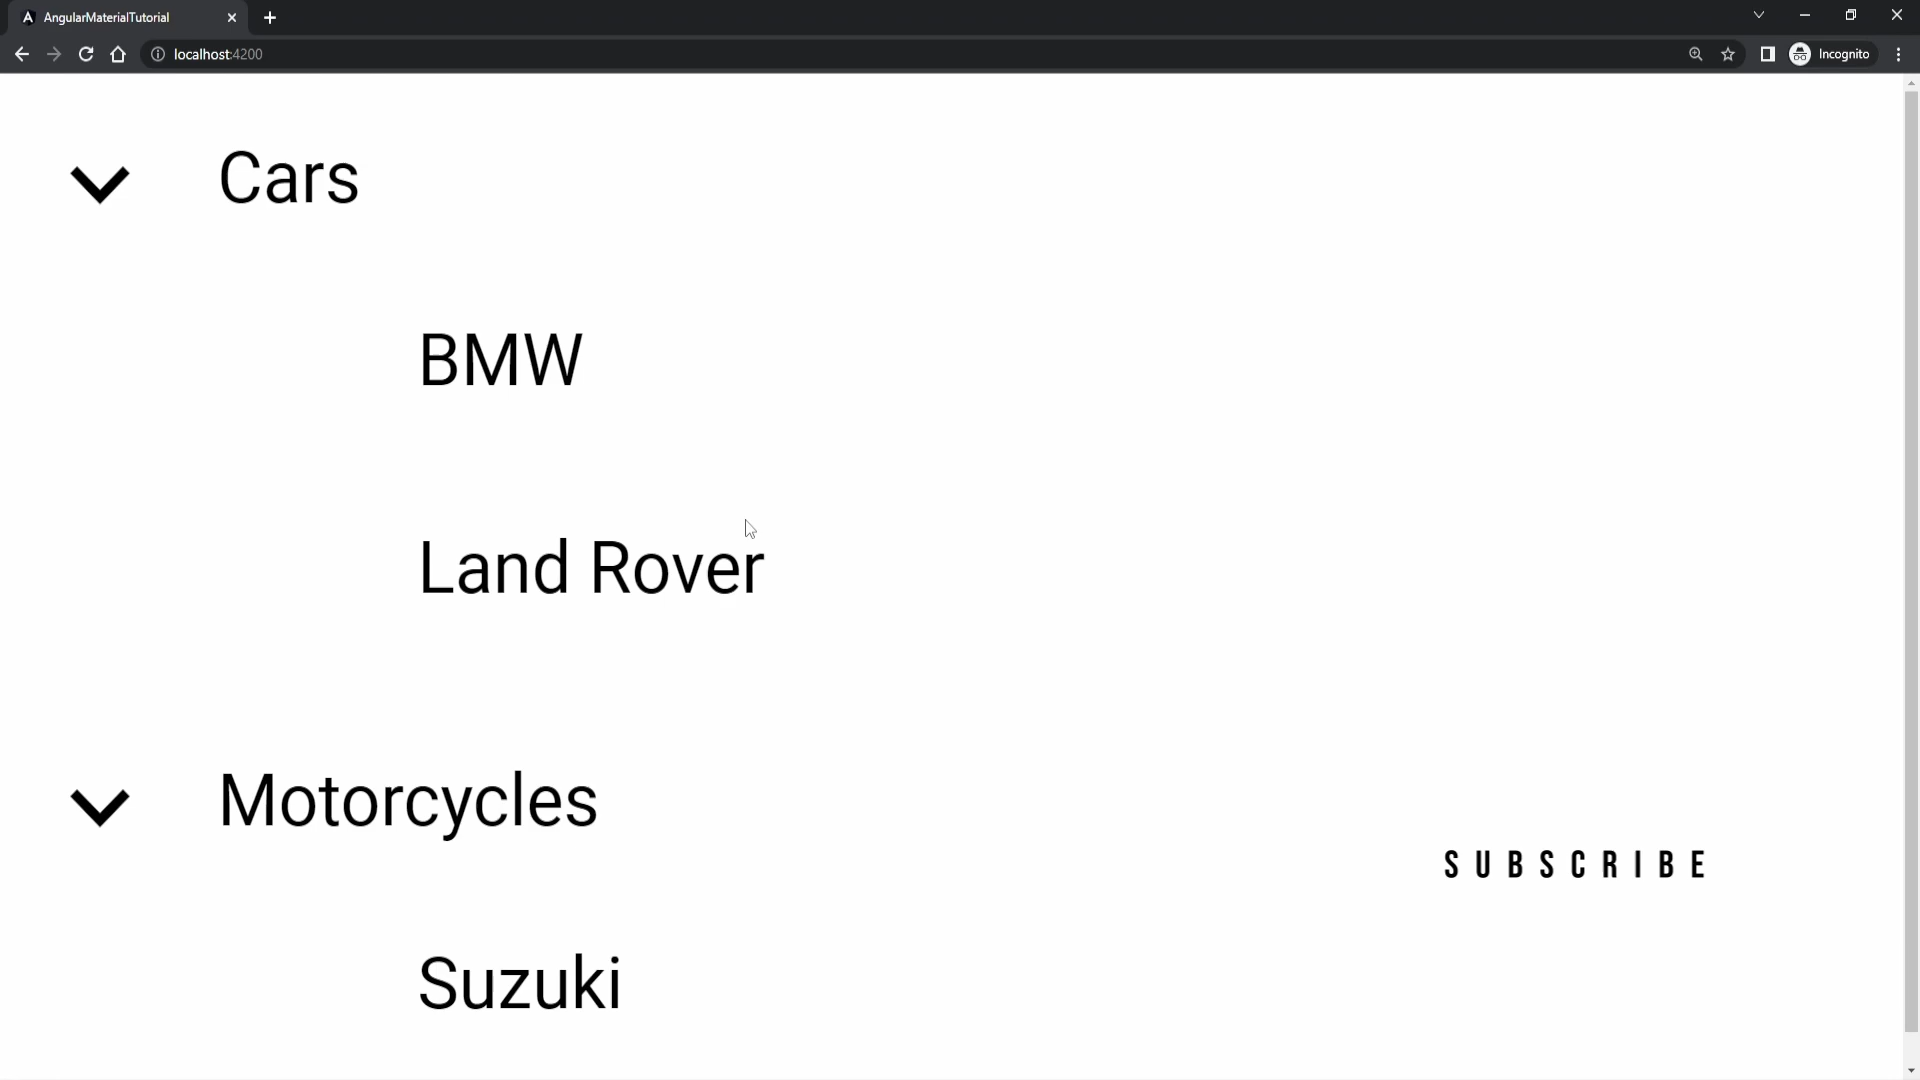 AngularMaterialTutorial
localhost:4200
Incognito
Cars
BMW
Land Rover
Motorcycles
SUBSCRIBE
Suzuki